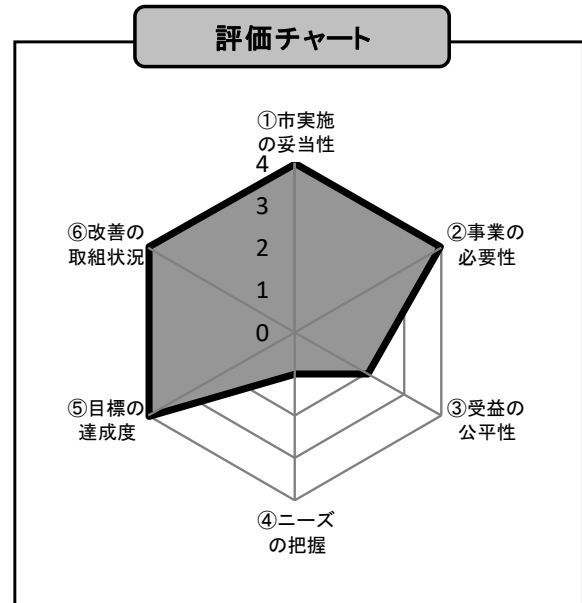 評価チャート
①市実施
の妥当性
4
3
2
1
0
②事業の
必要性
③受益の
公平性
④ニーズ
の把握
⑤目標の
達成度
⑥改善の
取組状況